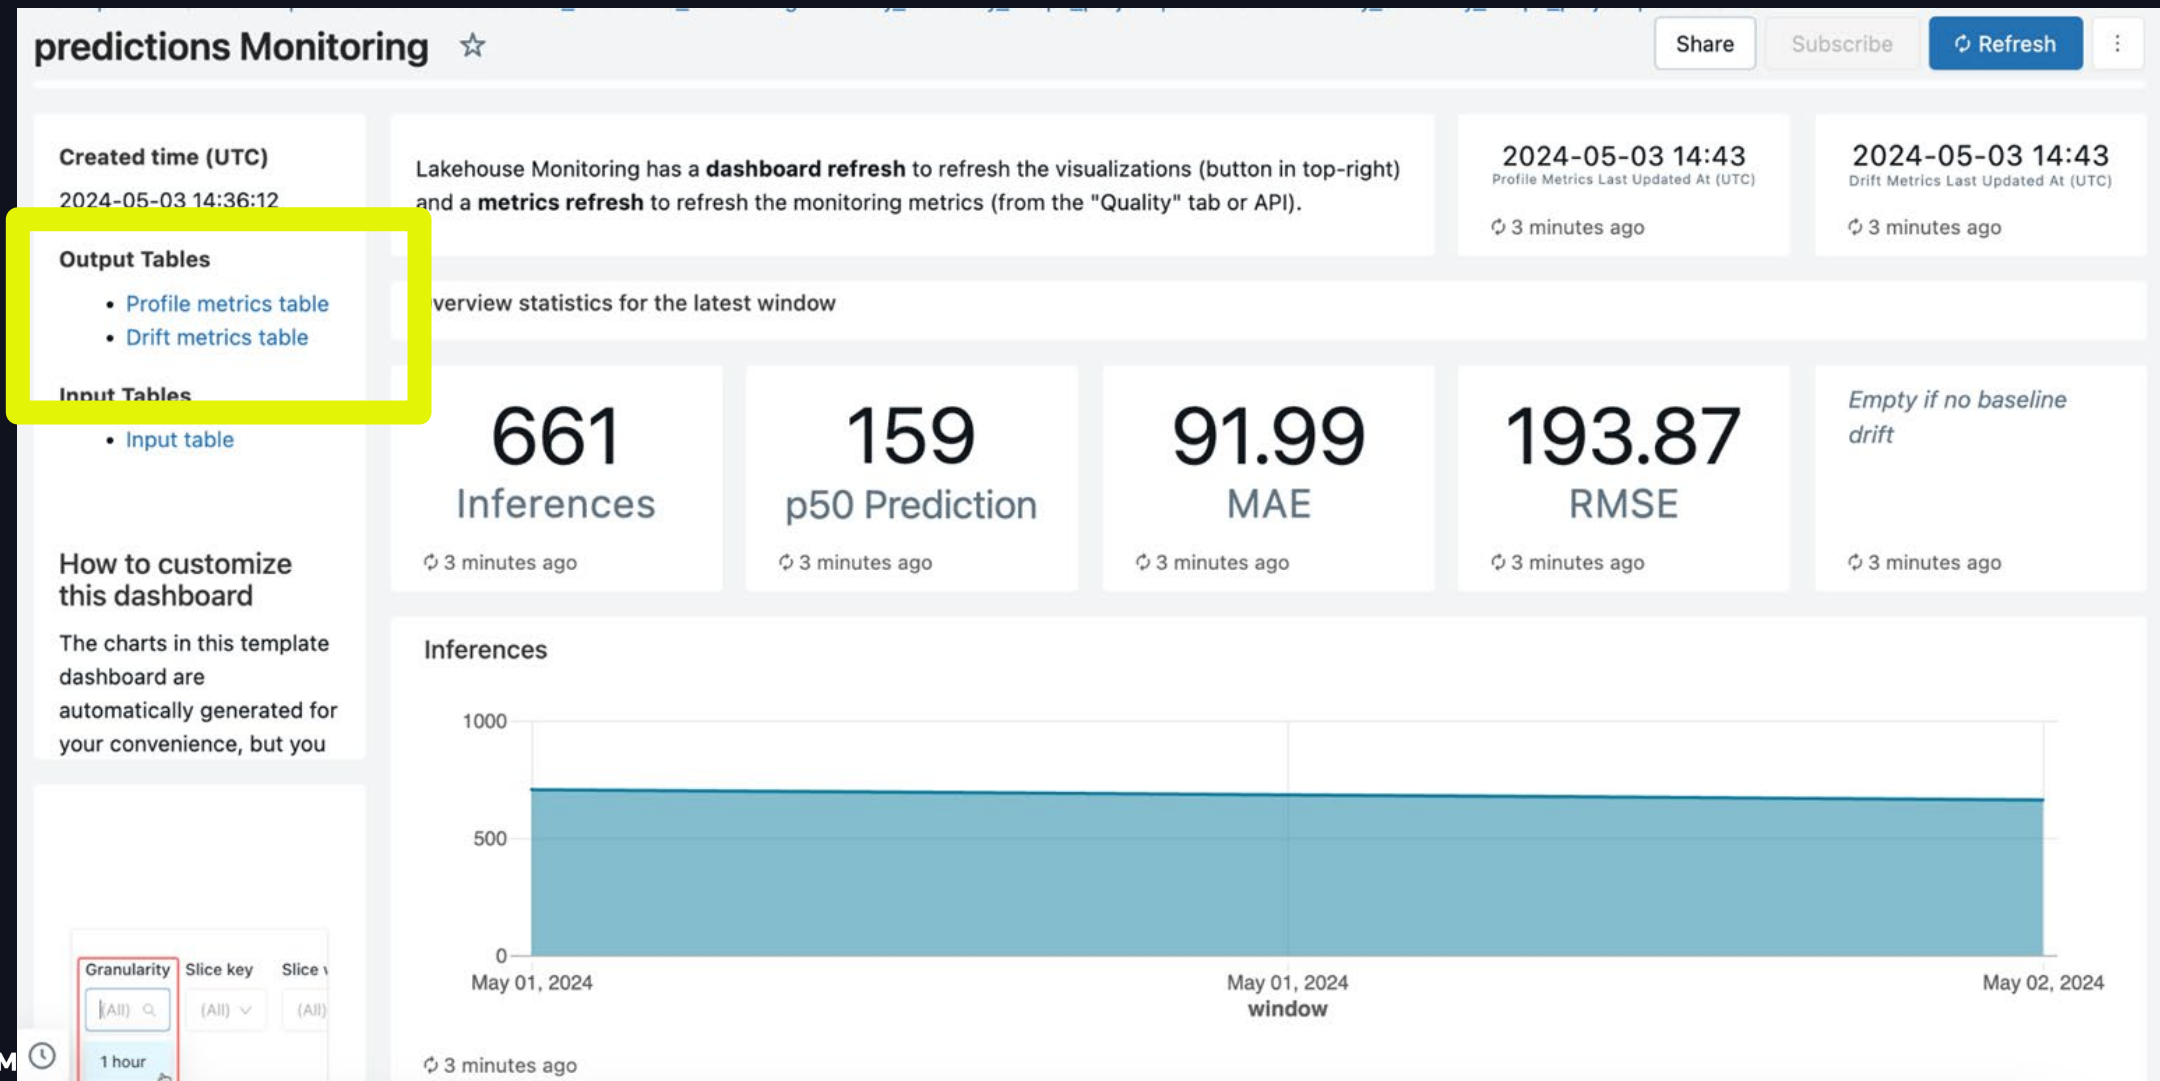 predictions Monitoring
Share
Subscribe
Refresh
Created time (UTC)
2024-05-03 14:36:12
Output Tables
• Profile metrics table
• Drift metrics table
Input Tables
• Input table
How to customize
this dashboard
The charts in this template
dashboard are
automatically generated for
your convenience, but you
Granularity Slice key Slice
(All) (All) (All)
1 hour
M
Lakehouse Monitoring has a dashboard refresh to refresh the visualizations (button in top-right)
and a metrics refresh to refresh the monitoring metrics (from the "Quality" tab or API).
2024-05-03 14:43
Profile Metrics Last Updated At (UTC)
3 minutes ago
2024-05-03 14:43
Drift Metrics Last Updated At (UTC)
3 minutes ago
verview statistics for the latest window
661
Inferences
3 minutes ago
159
p50 Prediction
3 minutes ago
91.99
MAE
3 minutes ago
193.87
RMSE
3 minutes ago
Empty if no baseline
drift
3 minutes ago
Inferences
1000
500
0
May 01, 2024 May 01, 2024 May 02, 2024
window
3 minutes ago